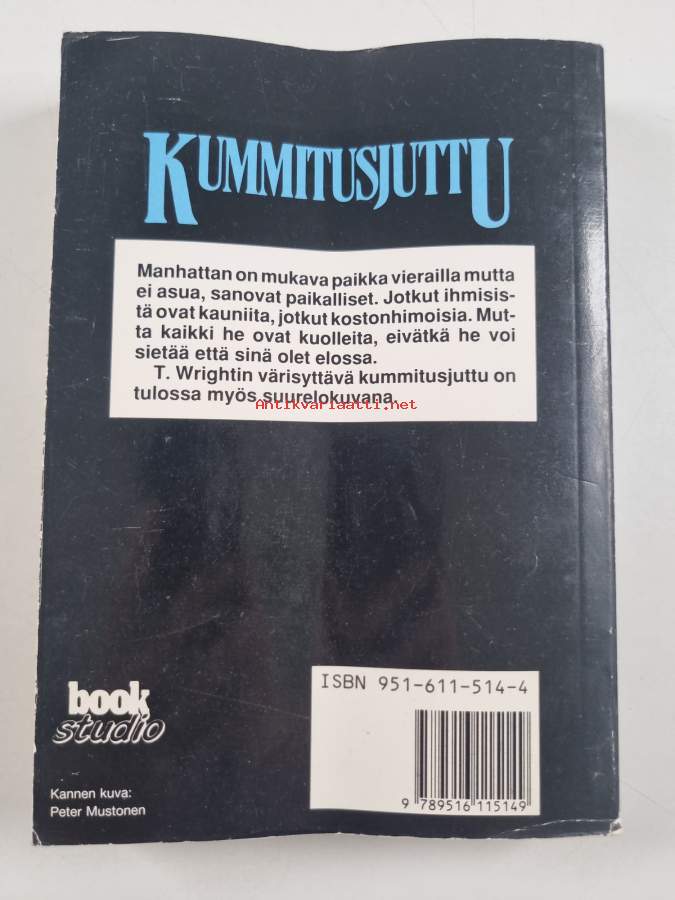 KUMMITUSJUTTU
Manhattan on mukava paikka vierailla mutta
ei asua, sanovat paikalliset. Jotkut ihmisis-
tä ovat kauniita, jotkut kostonhimoisia. Mut-
ta kaikki he ovat kuolleita, eivätkä he voi
sietää että sinä olet elossa.
T. Wrightin värisyttävä kummitusjuttu on
tulossa myös suurelokuvana.
Antikvariaatti.net
ISBN 951-611-514-4
book
studio
Kannen kuva:
Peter Mustonen
9 789516 115149